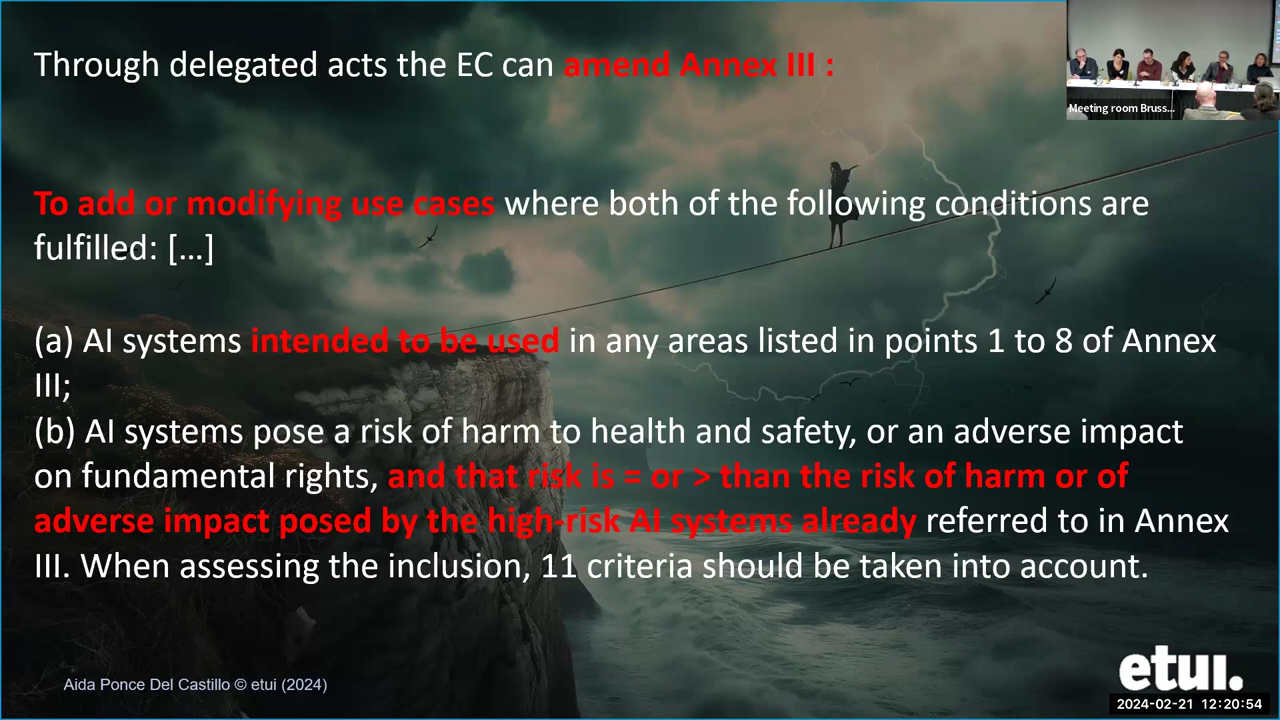 Through delegated acts the EC can amend Annex III :
Meeting room Bruss...
To add or modifying use cases where both of the following conditions are
fulfilled: [...]
(a) AI systems intended to be used in any areas listed in points 1 to 8 of Annex
III;
(b) AI systems pose a risk of harm to health and safety, or an adverse impact
on fundamental rights, and that risk is = or > than the risk of harm or of
adverse impact posed by the high-risk AI systems already referred to in Annex
III. When assessing the inclusion, 11 criteria should be taken into account.
Aida Ponce Del Castillo © etui (2024)
etui.
2024-02-21 12:20:54